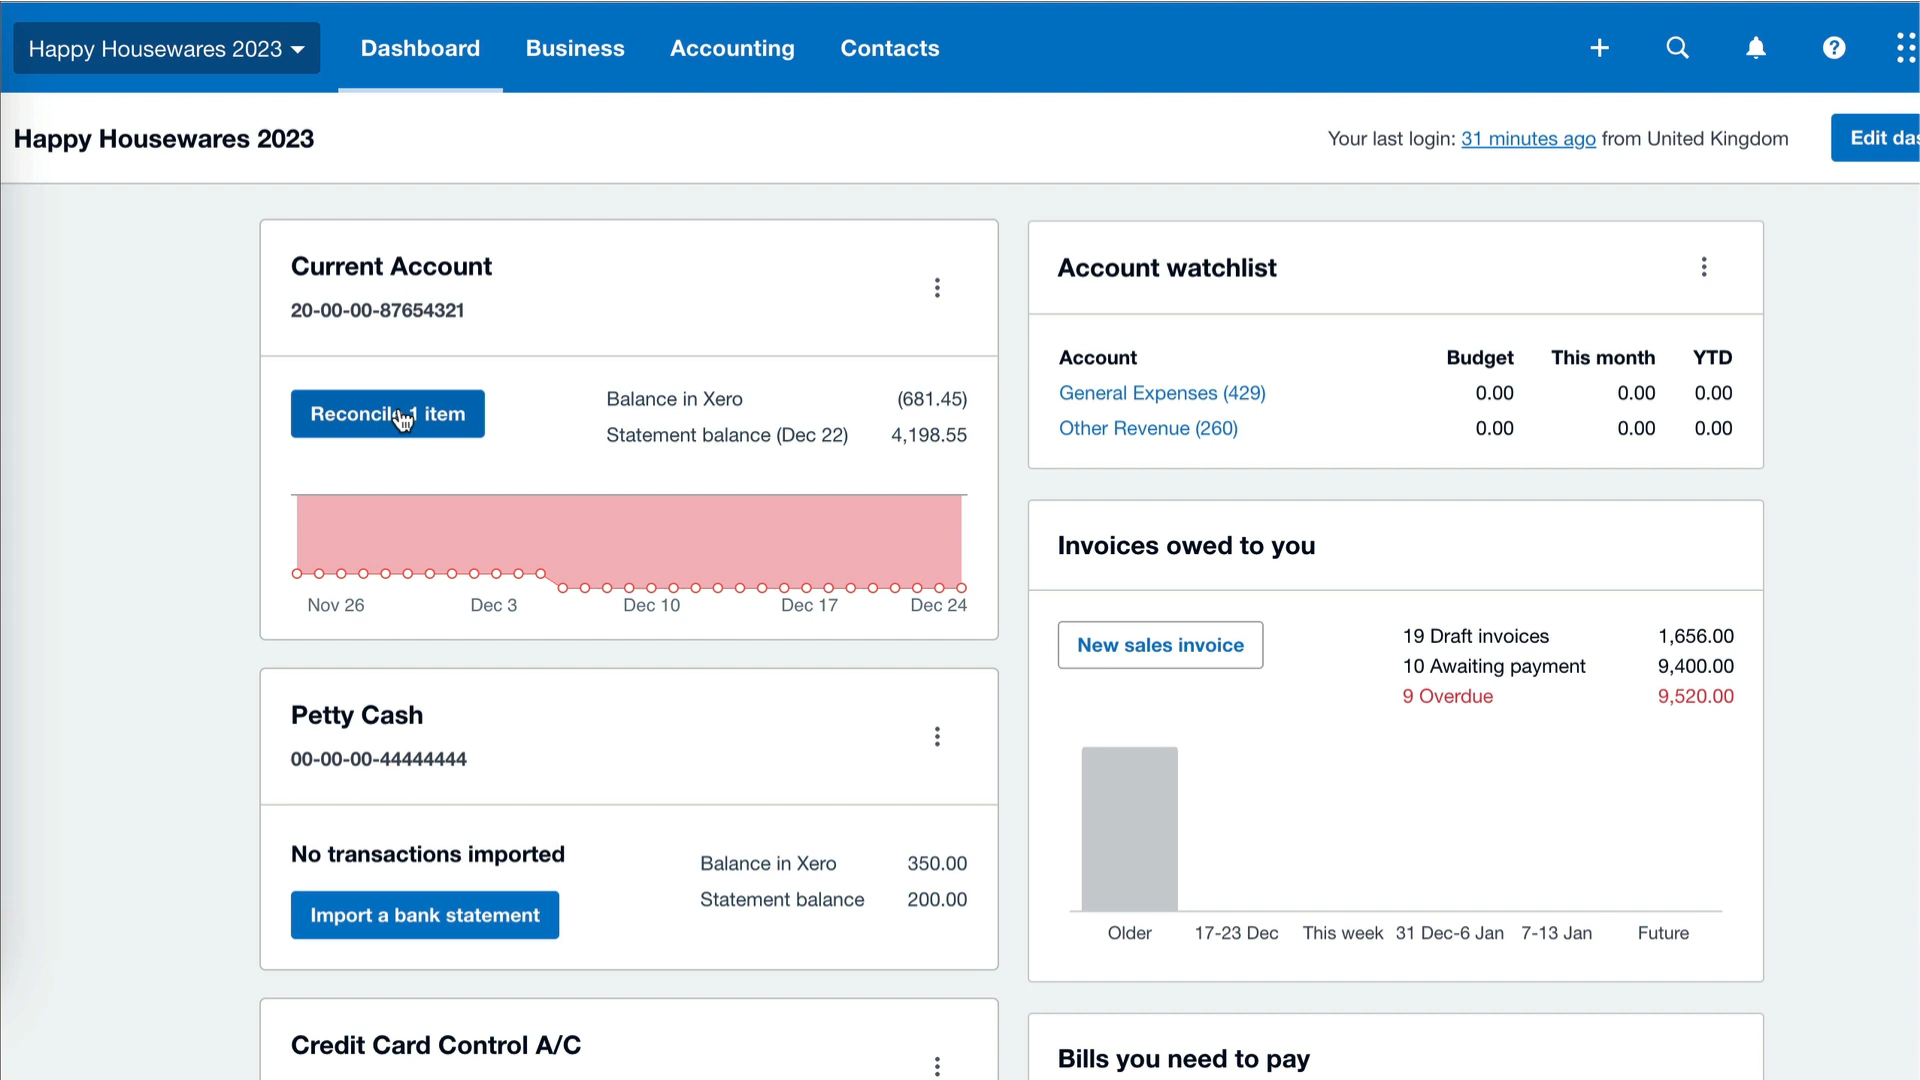 Happy Housewares 2023 Dashboard Business Accounting Contacts
Happy Housewares 2023
Your last login: 31 minutes ago from United Kingdom
Edit das
Current Account
20-00-00-87654321
Reconcile 1 item
Balance in Xero (681.45)
Statement balance (Dec 22) 4,198.55
Nov 26 Dec 3 Dec 10 Dec 17 Dec 24
Petty Cash
00-00-00-44444444
No transactions imported
Import a bank statement
Balance in Xero 350.00
Statement balance 200.00
Credit Card Control A/C
Account watchlist
Account Budget This month YTD
General Expenses (429) 0.00 0.00 0.00
Other Revenue (260) 0.00 0.00 0.00
Invoices owed to you
New sales invoice
19 Draft invoices 1,656.00
10 Awaiting payment 9,400.00
9 Overdue 9,520.00
Older 17-23 Dec This week 31 Dec-6 Jan 7-13 Jan Future
Bills you need to pay